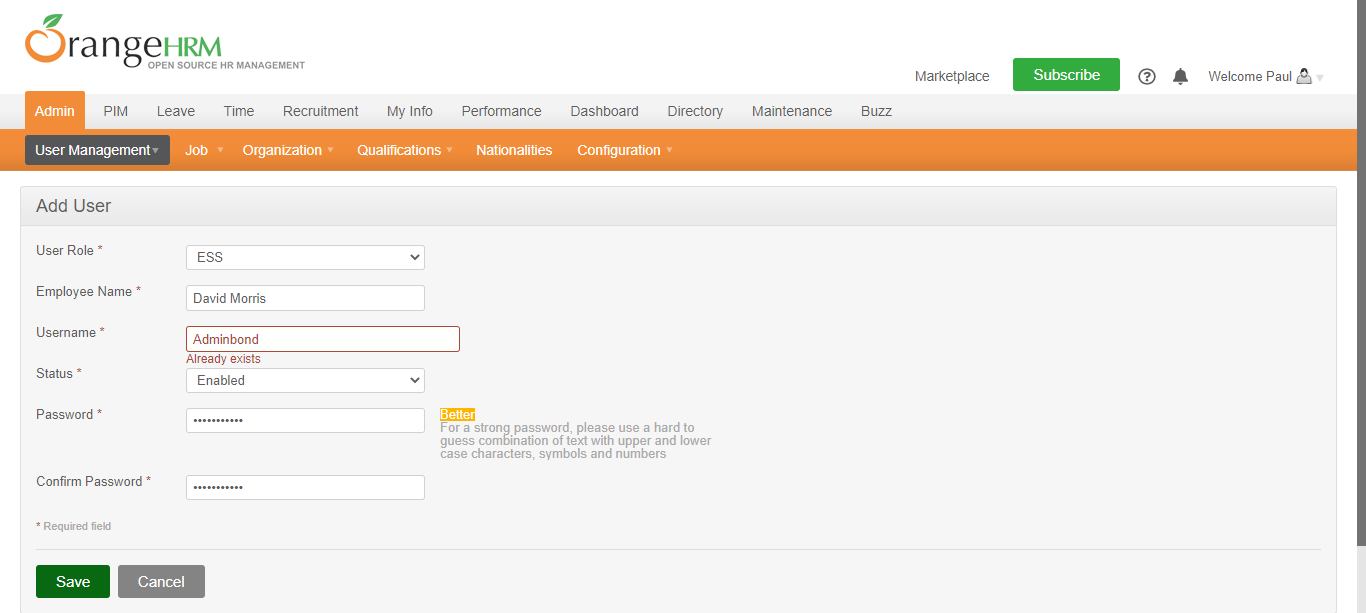 OrangeHRM
OPEN SOURCE HR MANAGEMENT
Marketplace Subscribe Welcome Paul
Admin PIM Leave Time Recruitment My Info Performance Dashboard Directory Maintenance Buzz
User Management Job Organization Qualifications Nationalities Configuration
Add User
User Role * ESS
Employee Name * David Morris
Username * Adminbond
Already exists
Status * Enabled
Password * •••••••••••
Better
For a strong password, please use a hard to
guess combination of text with upper and lower
case characters, symbols and numbers
Confirm Password * •••••••••••
* Required field
Save Cancel